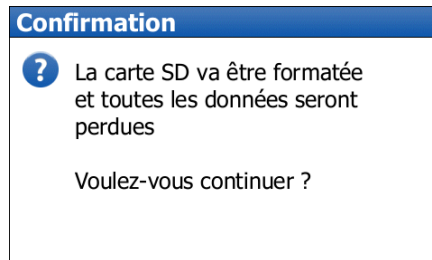 Confirmation
?
La carte SD va être formatée
et toutes les données seront
perdues
Voulez-vous continuer ?